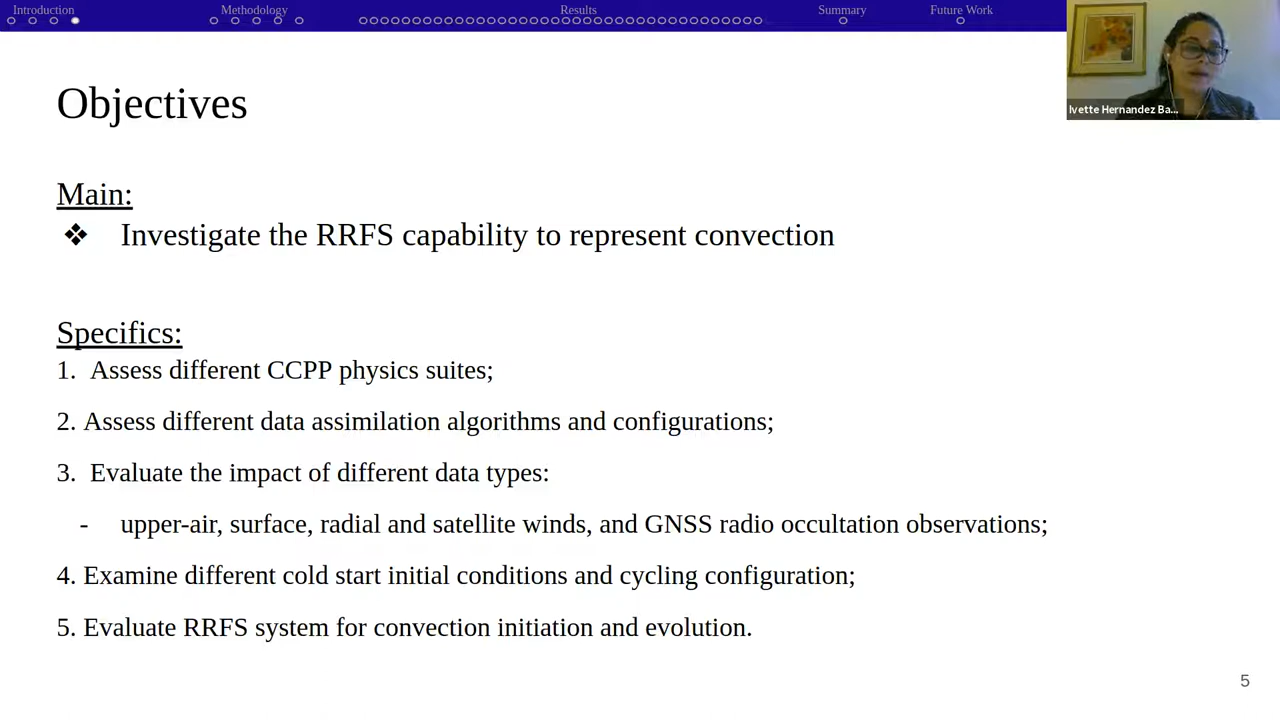 Introduction Methodology Results Summary Future Work
Ivette Hernandez Ba...
Objectives
Main:
❖ Investigate the RRFS capability to represent convection
Specifics:
1. Assess different CCPP physics suites;
2. Assess different data assimilation algorithms and configurations;
3. Evaluate the impact of different data types:
- upper-air, surface, radial and satellite winds, and GNSS radio occultation observations;
4. Examine different cold start initial conditions and cycling configuration;
5. Evaluate RRFS system for convection initiation and evolution.
5